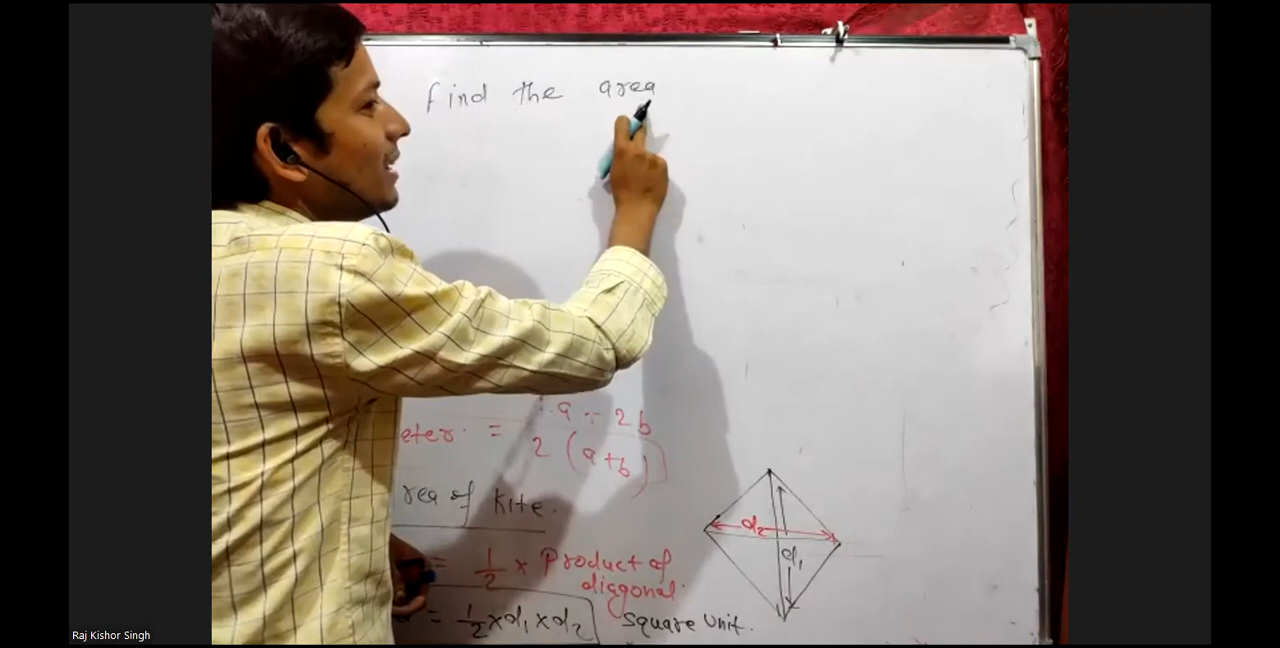 find the area
a + 2b
eter. = 2 (a+b)
rea of Kite.
= 1/2 × Product of
diagonal.
= 1/2 × d1 × d2 square unit.
d2
d1
Raj Kishor Singh